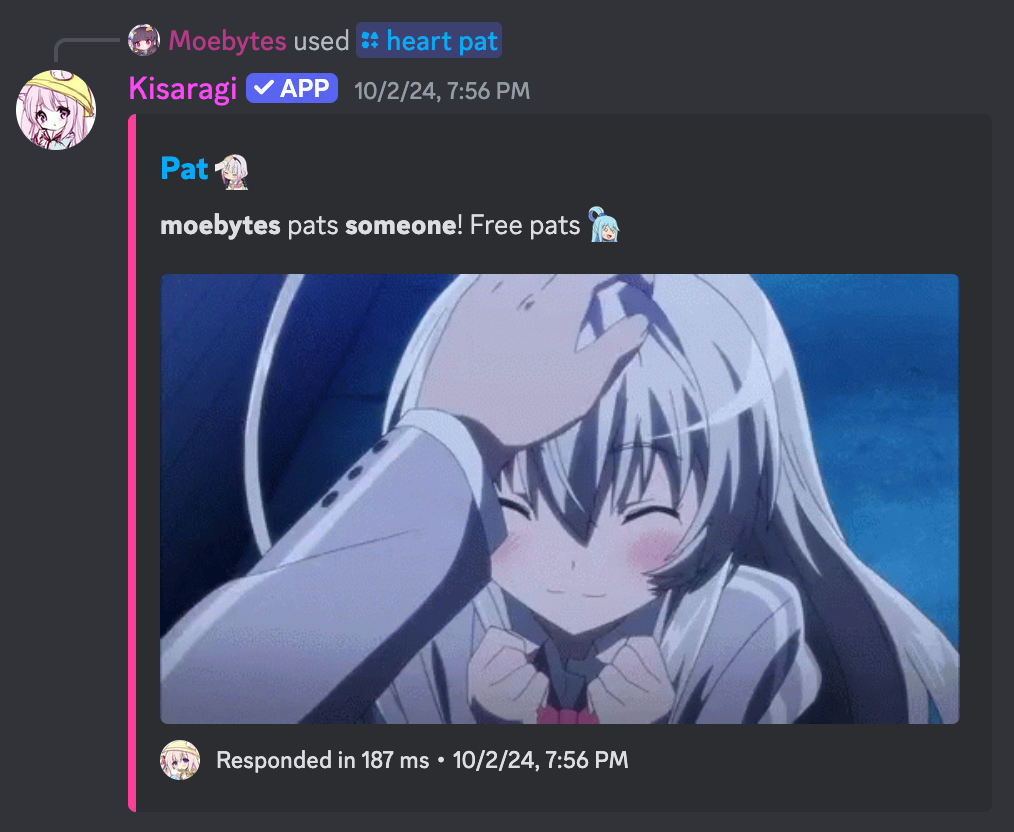 Moebytes used heart pat
Kisaragi APP 10/2/24, 7:56 PM
Pat
moebytes pats someone! Free pats
Responded in 187 ms • 10/2/24, 7:56 PM